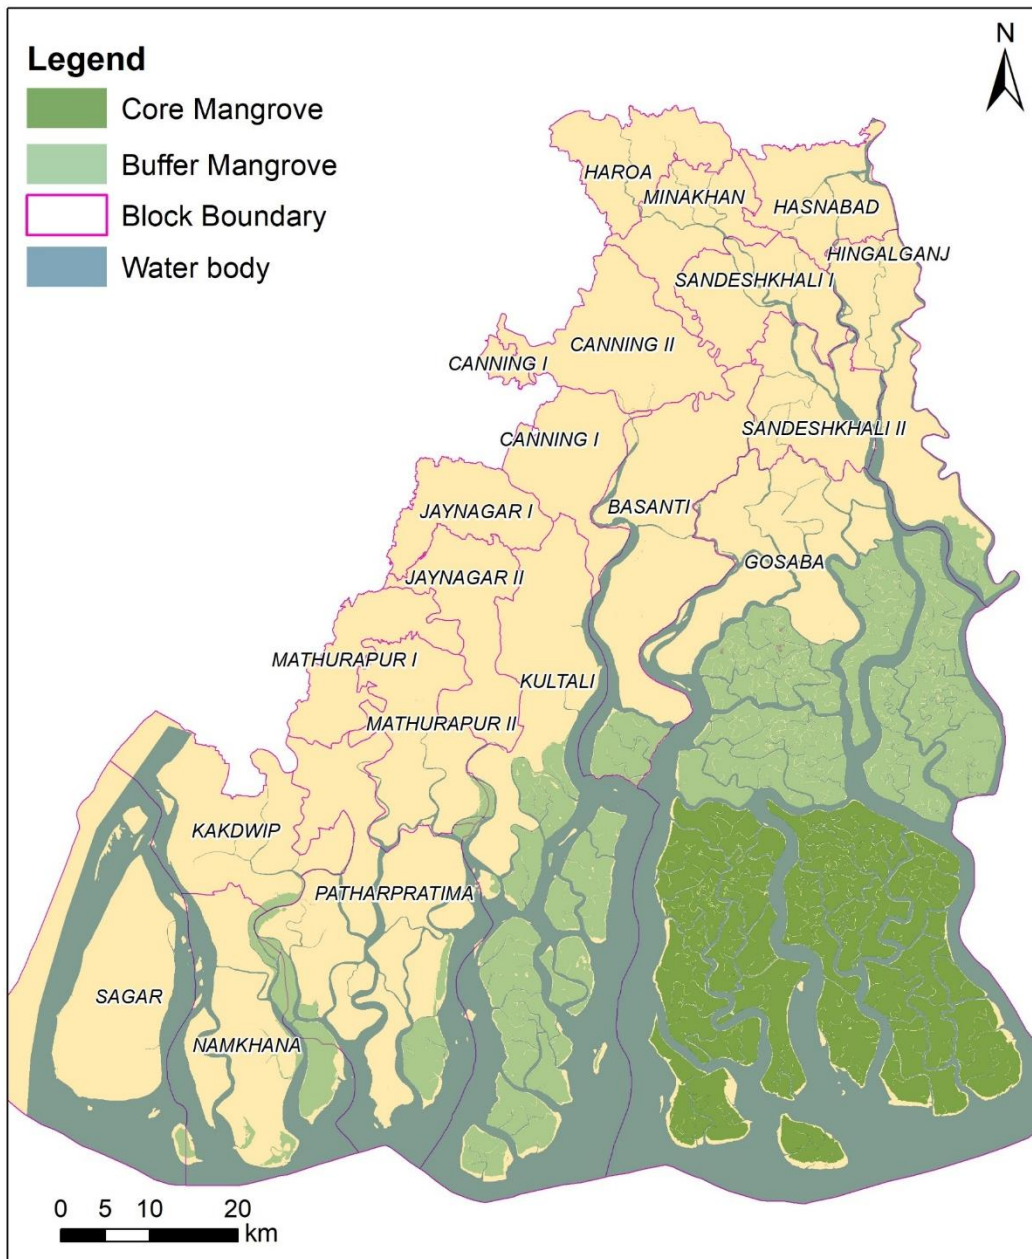 N
Legend
Core Mangrove
Buffer Mangrove
Block Boundary
Water body
HAROA
MINAKHAN
HASNABAD
HINGALGANJ
SANDESHKHALI I
CANNING II
CANNING I
SANDESHKHALI II
CANNING I
BASANTI
JAYNAGAR I
GOSABA
JAYNAGAR II
MATHURAPUR I
KULTALI
MATHURAPUR II
KAKDWIP
PATHARPRATIMA
SAGAR
NAMKHANA
0 5 10 20
km